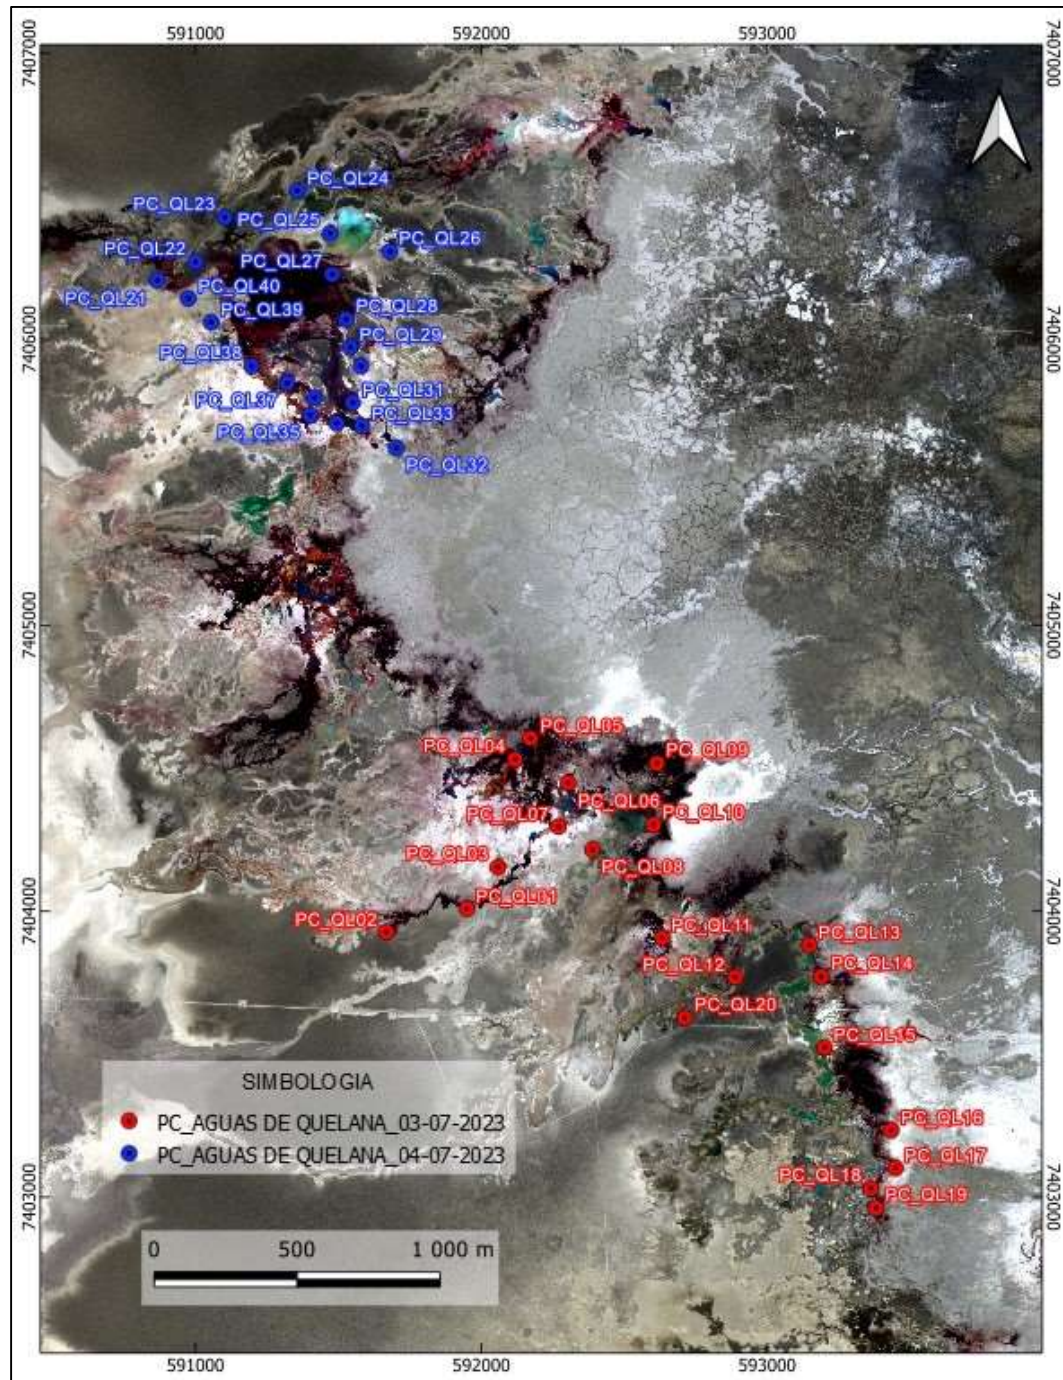 591000 592000 593000
7407000 7407000
PC_QL24
PC_QL23
PC_QL25
PC_QL26
PC_QL22
PC_QL27
PC_QL21
PC_QL40
PC_QL39
PC_QL28
7406000 7406000
PC_QL29
PC_QL38
PC_QL31
PC_QL37
PC_QL33
PC_QL35
PC_QL32
7405000 7405000
PC_QL05
PC_QL04
PC_QL09
PC_QL06
PC_QL07
PC_QL10
PC_QL03
PC_QL08
PC_QL01
7404000 7404000
PC_QL02
PC_QL11
PC_QL13
PC_QL12
PC_QL14
PC_QL20
PC_QL15
SIMBOLOGIA
PC_AGUAS DE QUELANA_03-07-2023
PC_AGUAS DE QUELANA_04-07-2023
PC_QL16
PC_QL17
PC_QL18
PC_QL19
7403000 7403000
0 500 1 000 m
591000 592000 593000